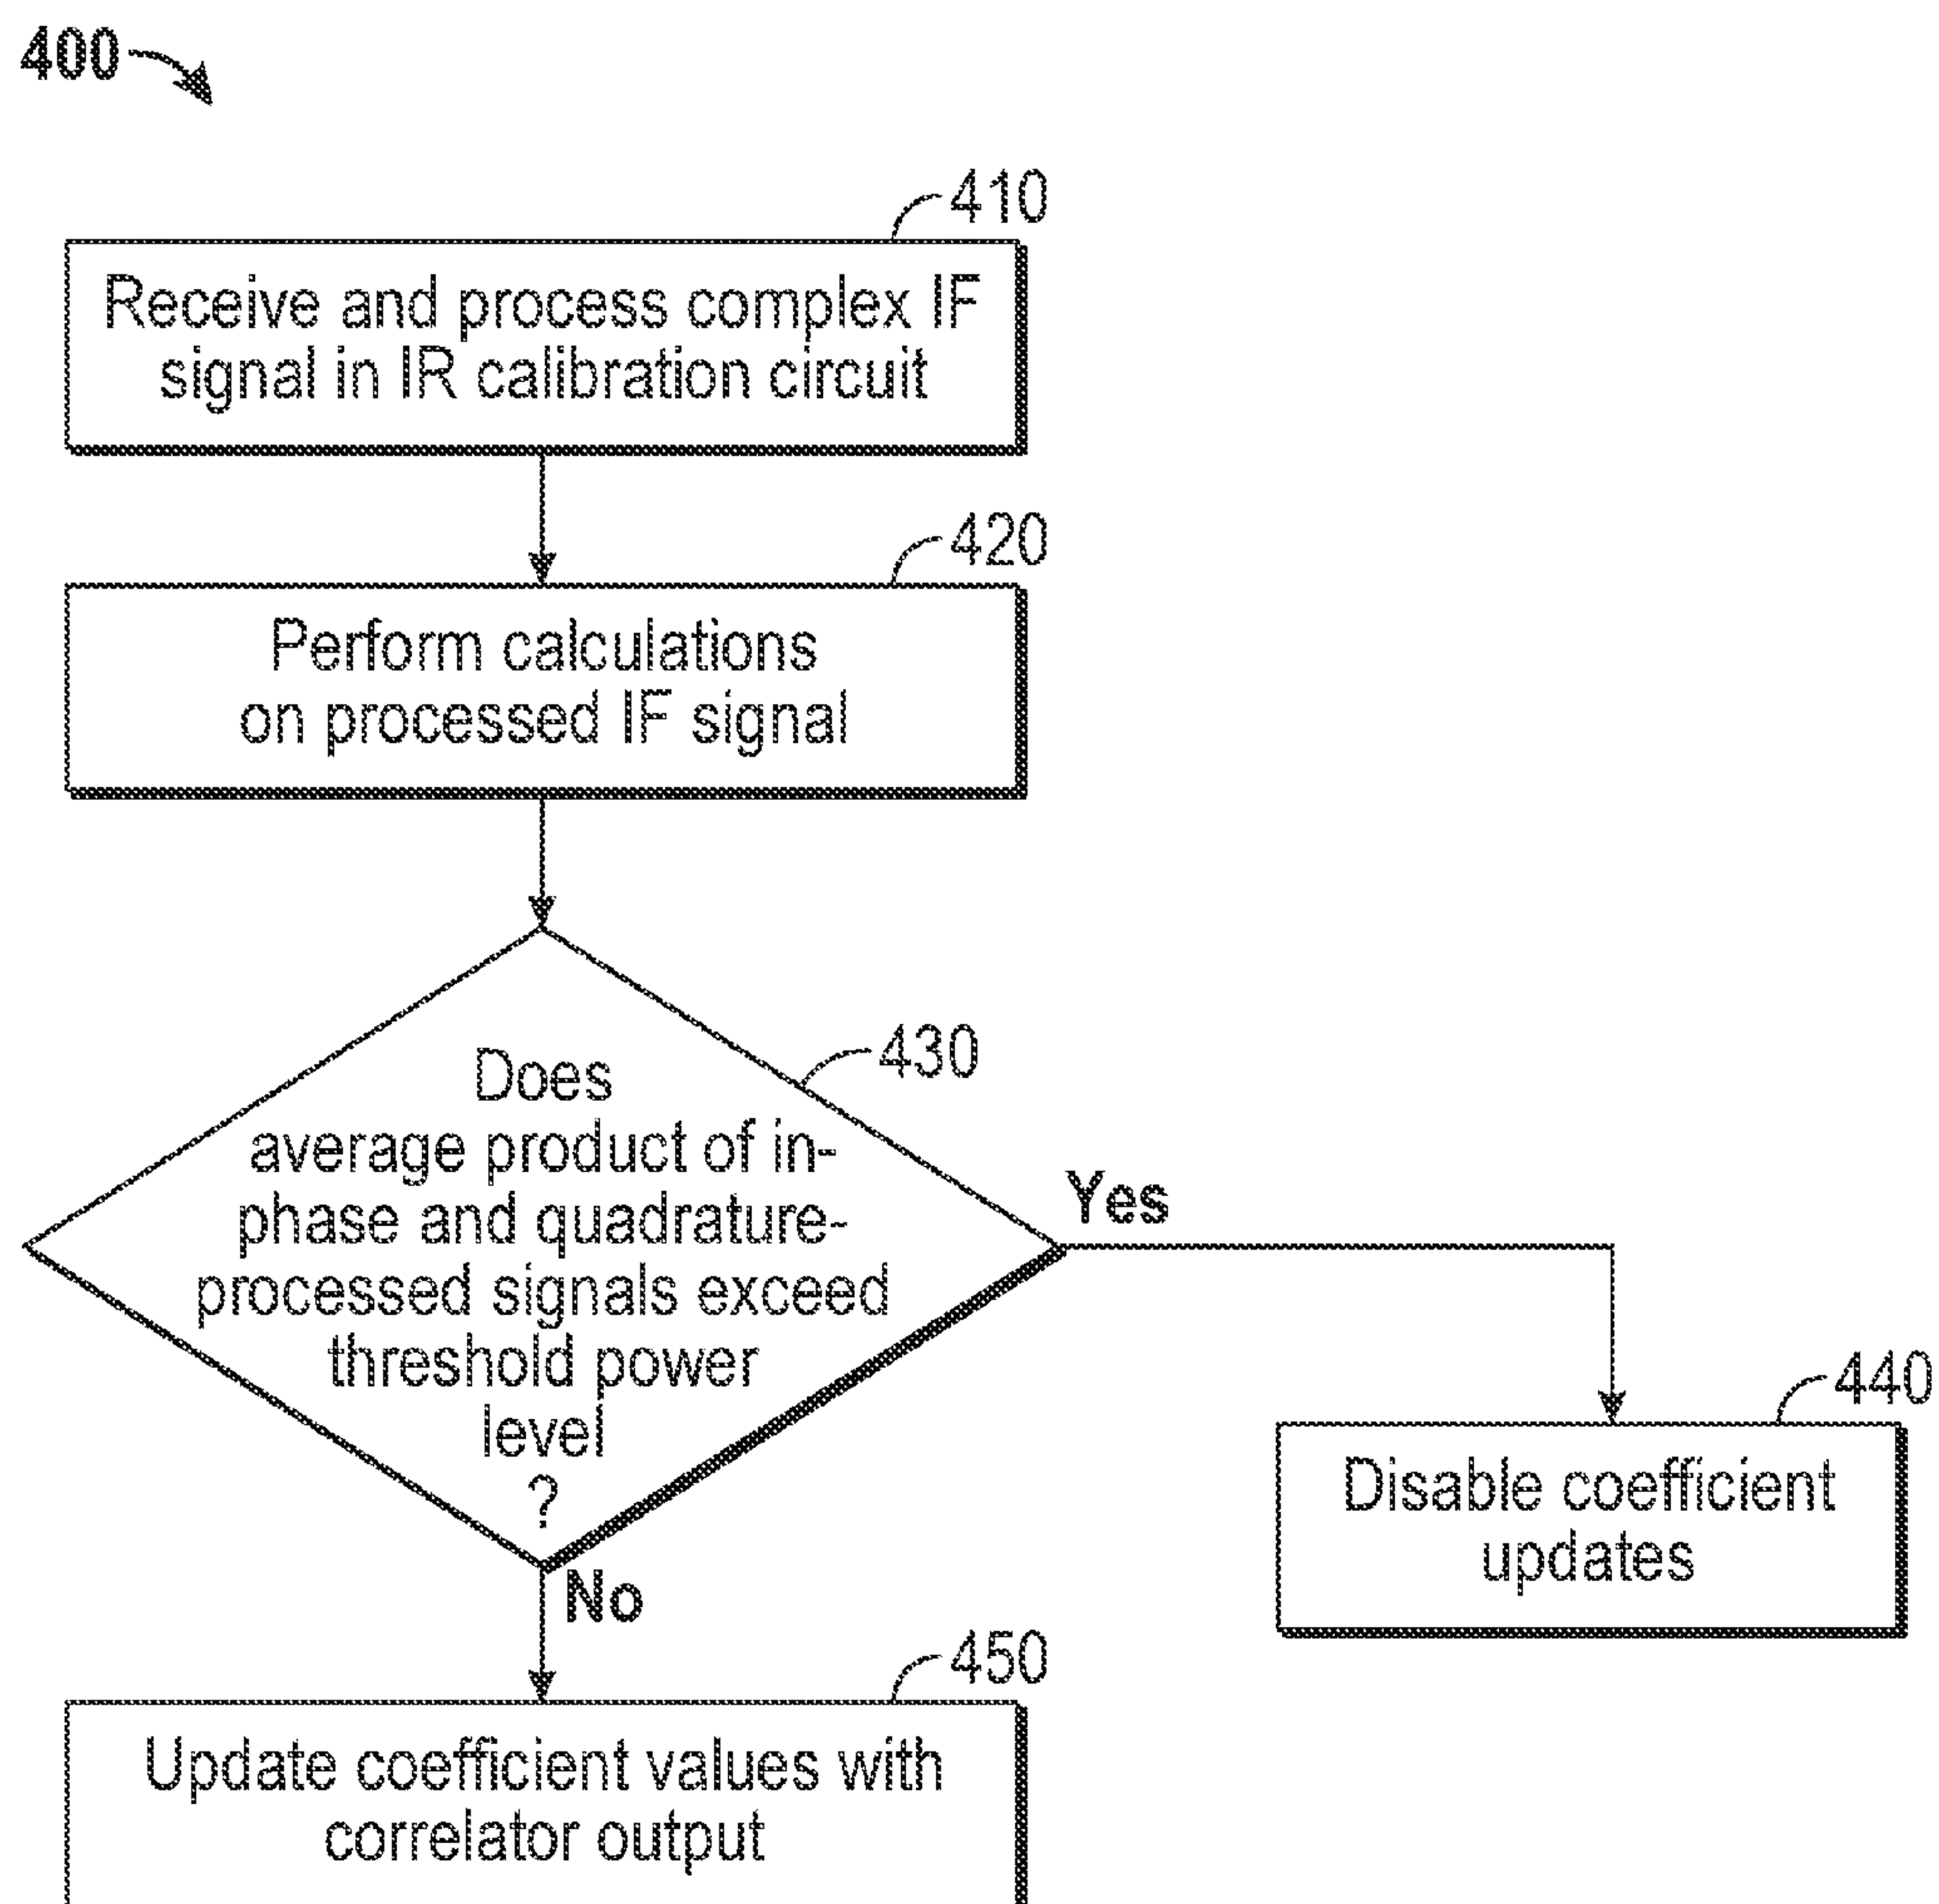 400
410
Receive and process complex IF
signal in IR calibration circuit
420
Perform calculations
on processed IF signal
430
Does
average product of in-
phase and quadrature-
processed signals exceed
threshold power
level
?
Yes
440
Disable coefficient
updates
No
450
Update coefficient values with
correlator output